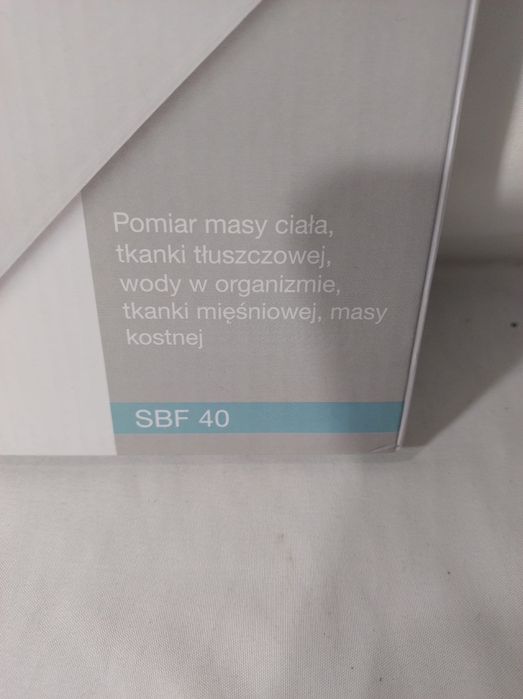 Pomiar masy ciała,
tkanki tłuszczowej,
wody w organizmie,
tkanki mięśniowej, masy
kostnej
SBF 40